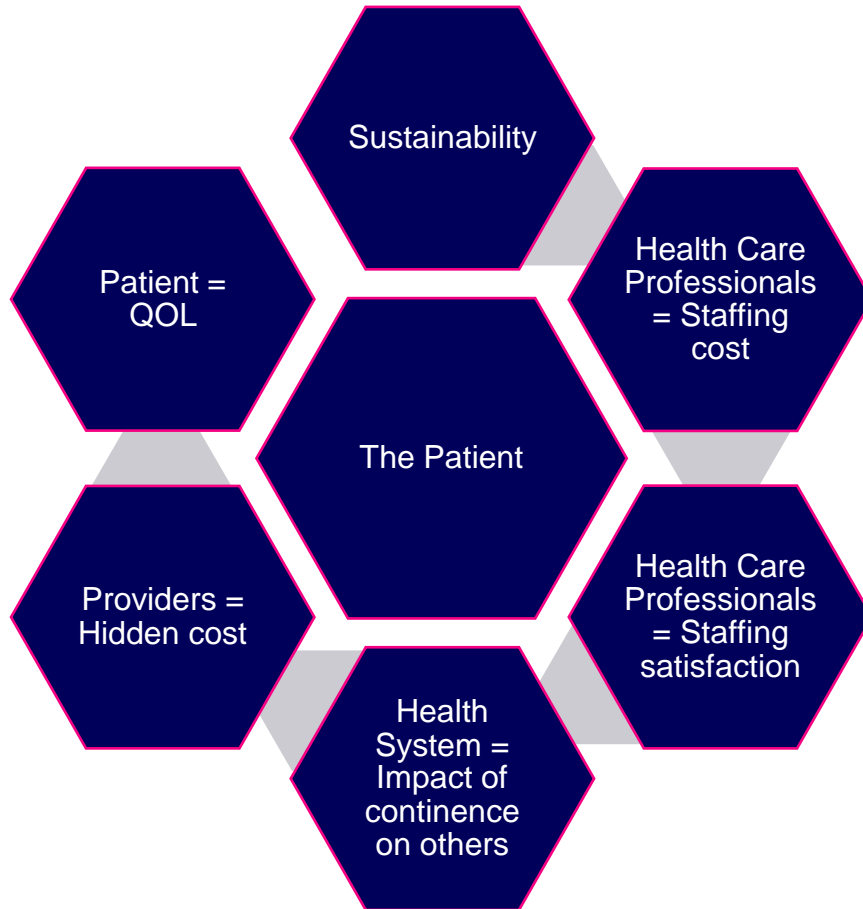 Sustainability
Health Care
Professionals
= Staffing
cost
Patient =
QOL
The Patient
Health Care
Professionals
= Staffing
satisfaction
Providers =
Hidden cost
Health
System =
Impact of
continence
on others